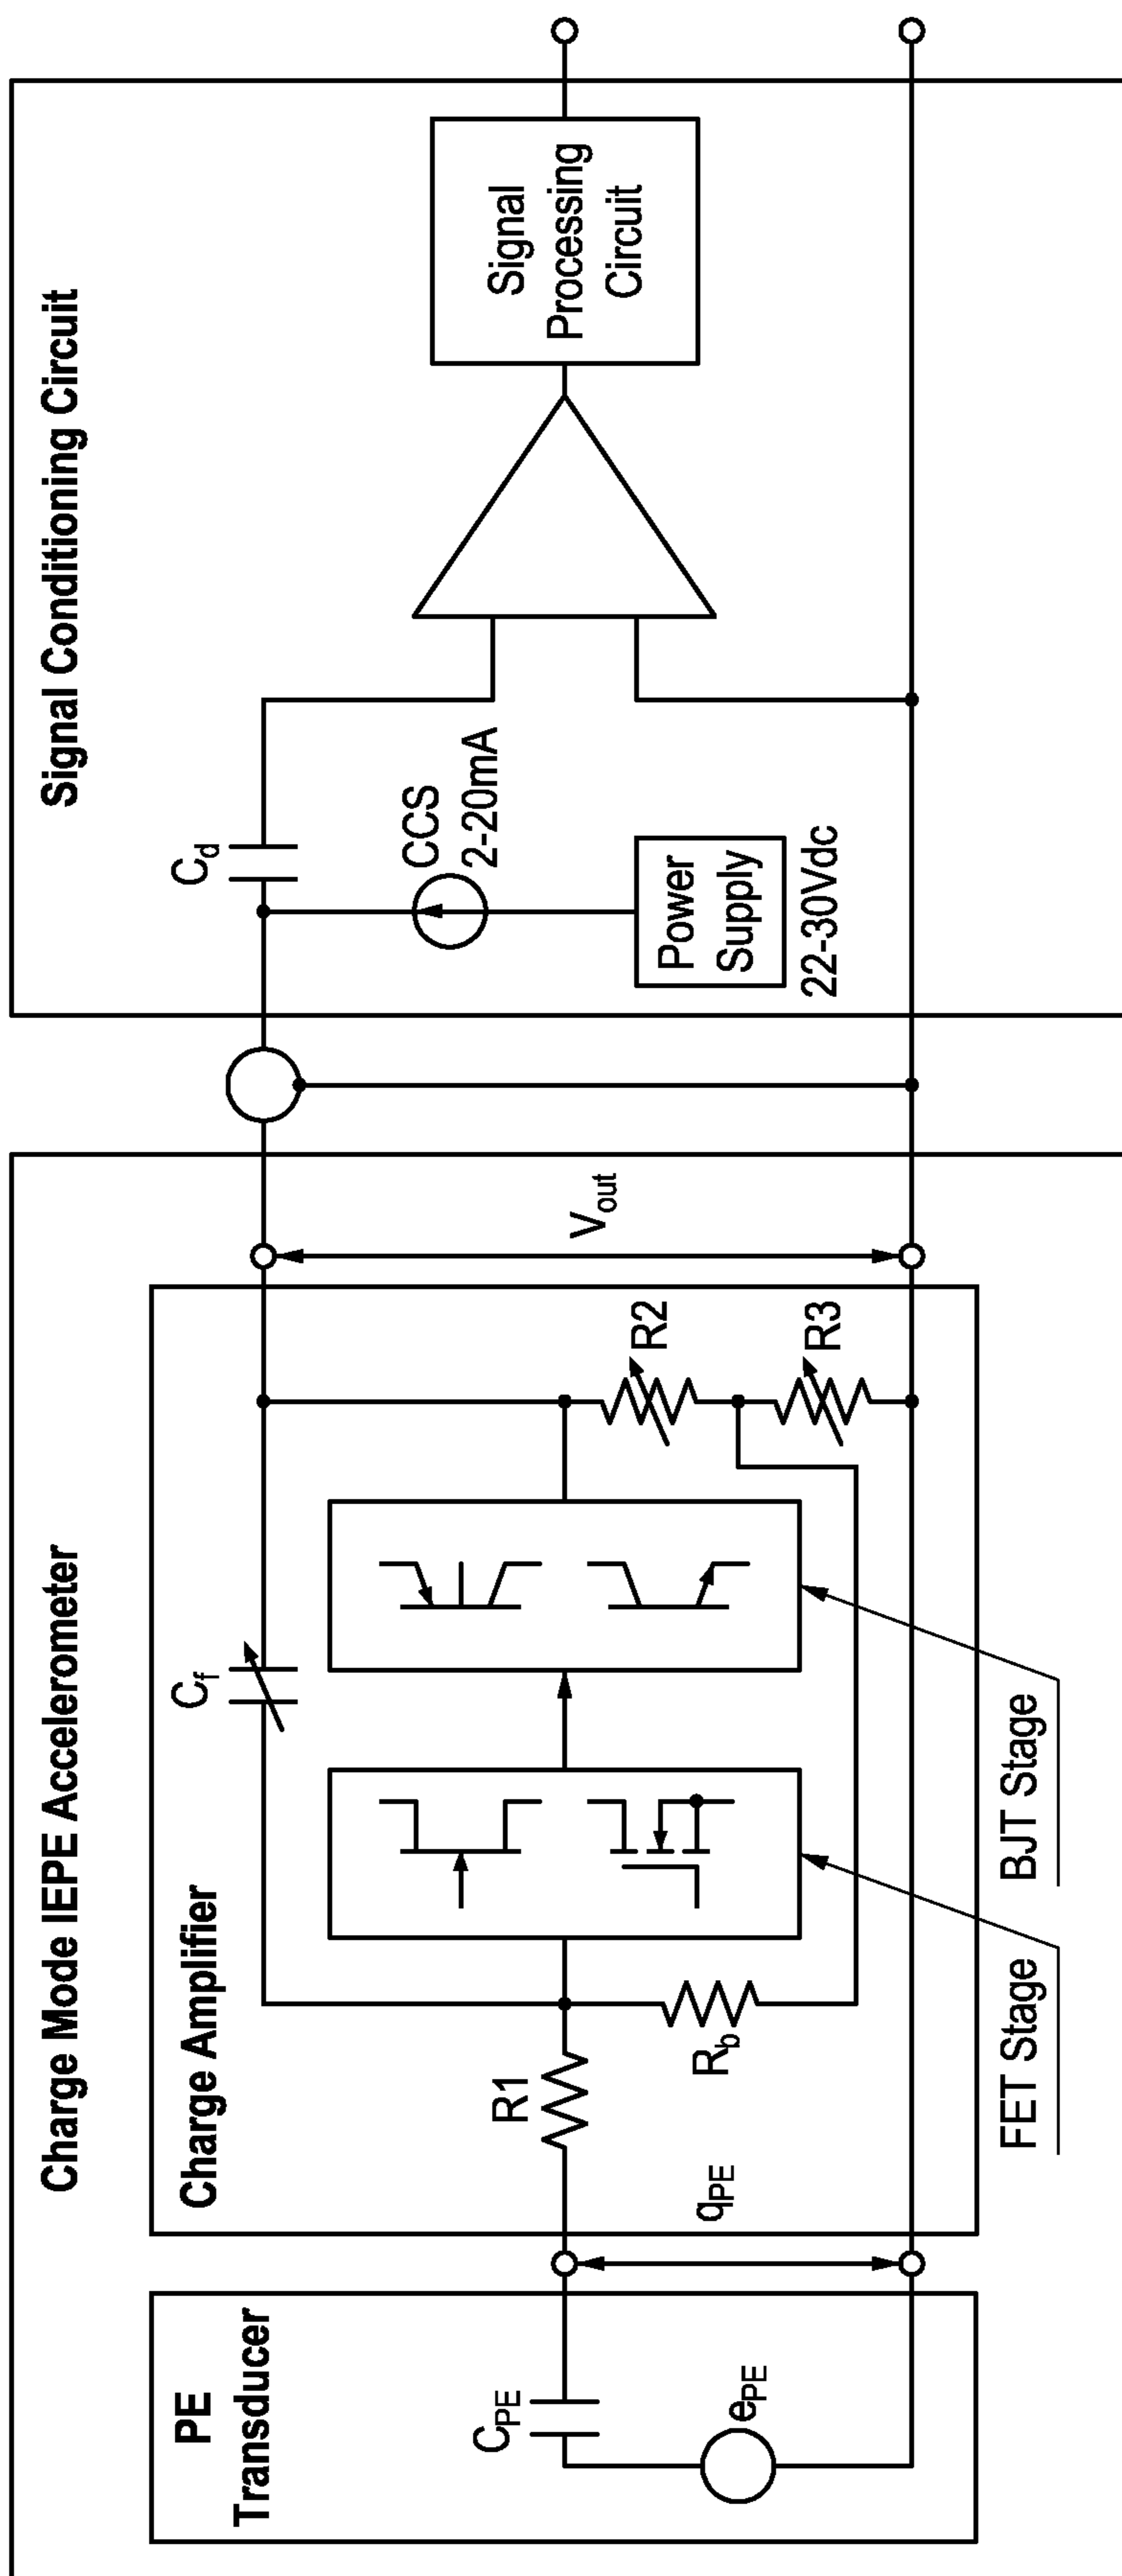 Charge Mode IEPE Accelerometer
PE
Transducer
C_PE
e_PE
q_PE
Charge Amplifier
R1
R_b
C_f
R2
R3
V_out
FET Stage
BJT Stage
Signal Conditioning Circuit
C_d
CCS
2-20mA
Power
Supply
22-30Vdc
Signal
Processing
Circuit